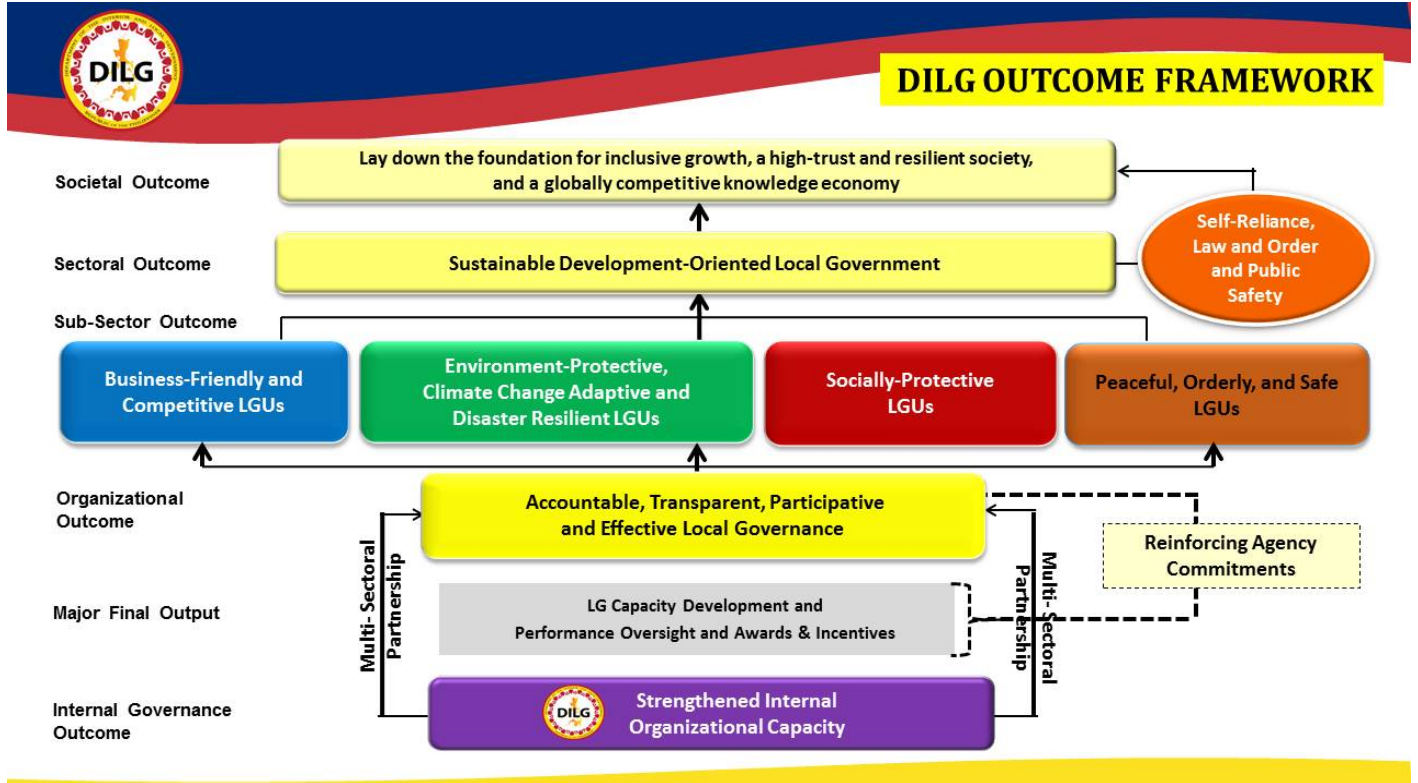 DILG
DILG OUTCOME FRAMEWORK
Societal Outcome
Lay down the foundation for inclusive growth, a high-trust and resilient society,
and a globally competitive knowledge economy
Self-Reliance,
Law and Order
and Public
Safety
Sectoral Outcome
Sustainable Development-Oriented Local Government
Sub-Sector Outcome
Business-Friendly and
Competitive LGUs
Environment-Protective,
Climate Change Adaptive and
Disaster Resilient LGUs
Socially-Protective
LGUs
Peaceful, Orderly, and Safe
LGUs
Organizational
Outcome
Accountable, Transparent, Participative
and Effective Local Governance
Multi-Sectoral
Partnership
Multi- Sectoral
Partnership
Reinforcing Agency
Commitments
Major Final Output
LG Capacity Development and
Performance Oversight and Awards & Incentives
Internal Governance
Outcome
DILG
Strengthened Internal
Organizational Capacity